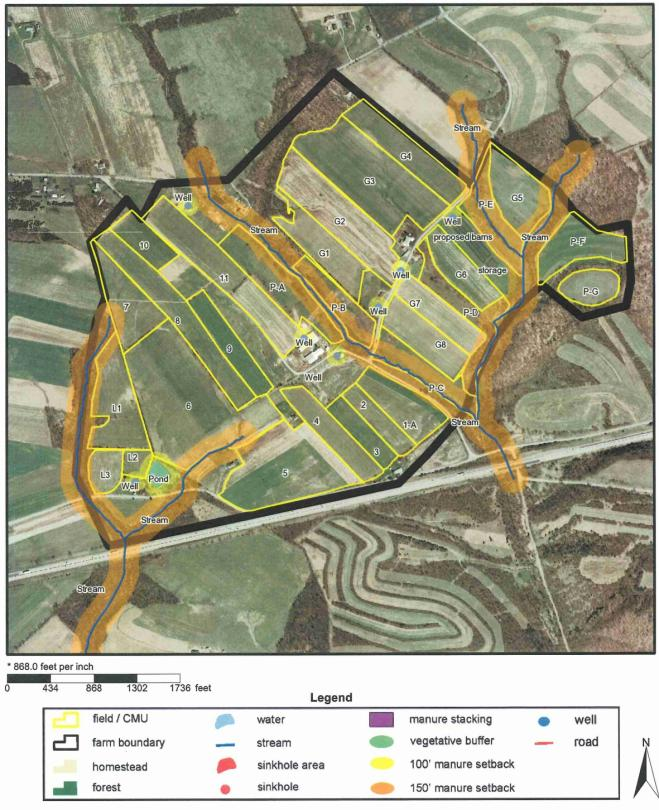 Stream
G4
G3
G5
P-E
Well
Well
G2
proposed barns
Stream
Stream
P-F
10
G1
G6
storage
Well
11
P-A
P-G
G7
7
P-B
Well
P-D
8
G8
Well
9
Well
P-C
2
L1
6
4
1-A
Stream
3
L2
L3
Pond
5
Well
Stream
Stream
* 868.0 feet per inch
0 434 868 1302 1736 feet
Legend
field / CMU
water
manure stacking
well
farm boundary
stream
vegetative buffer
road
homestead
sinkhole area
100' manure setback
forest
sinkhole
150' manure setback
N